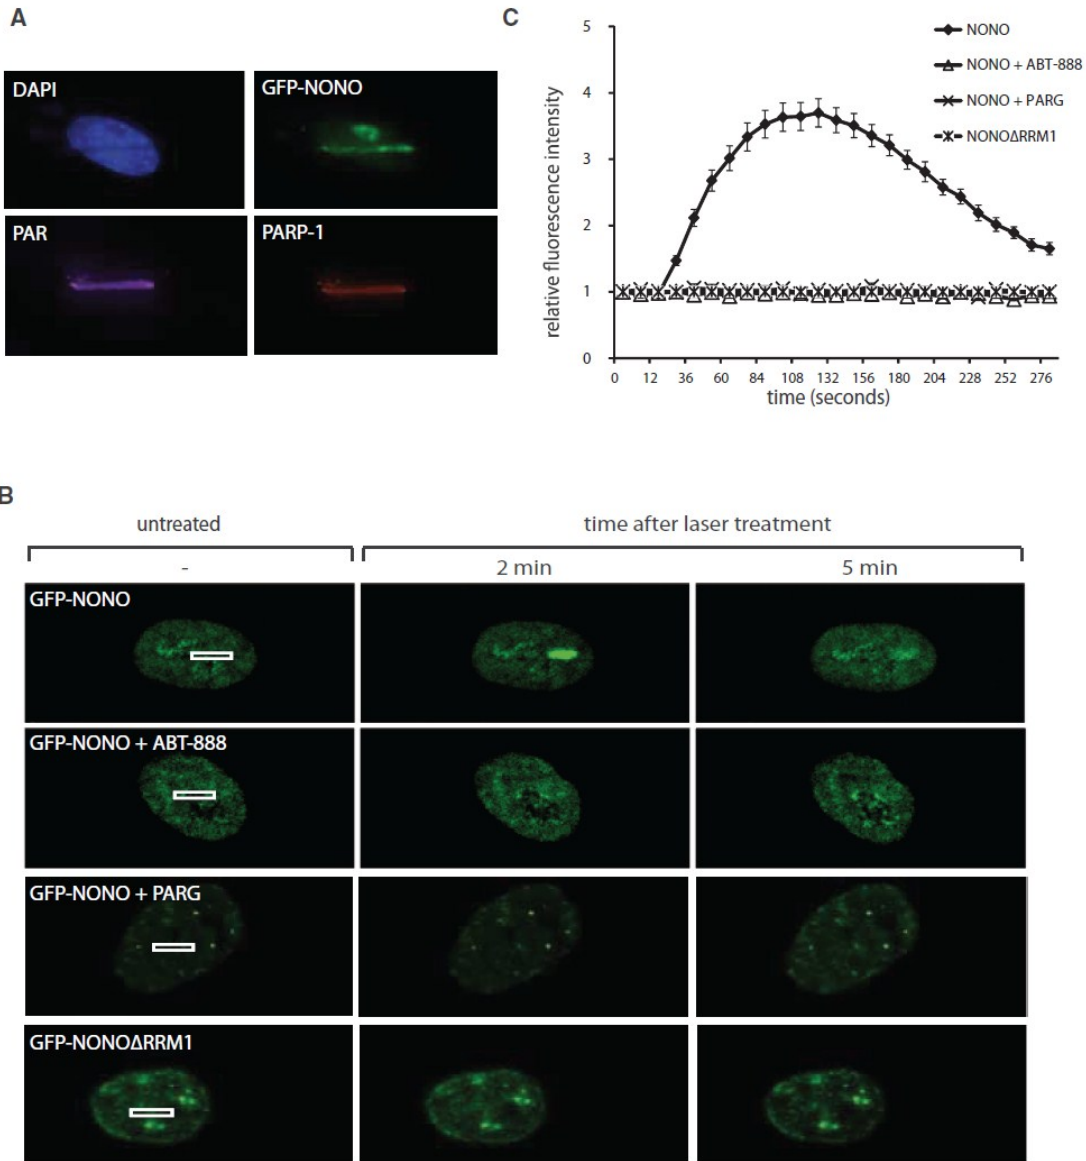 A
DAPI
GFP-NONO
PAR
PARP-1
C
5
4
3
2
1
0
relative fluorescence intensity
NONO
NONO + ABT-888
NONO + PARG
NONOΔRRM1
0 12 36 60 84 108 132 156 180 204 228 252 276
time (seconds)
B
untreated
time after laser treatment
-
2 min
5 min
GFP-NONO
GFP-NONO + ABT-888
GFP-NONO + PARG
GFP-NONOΔRRM1